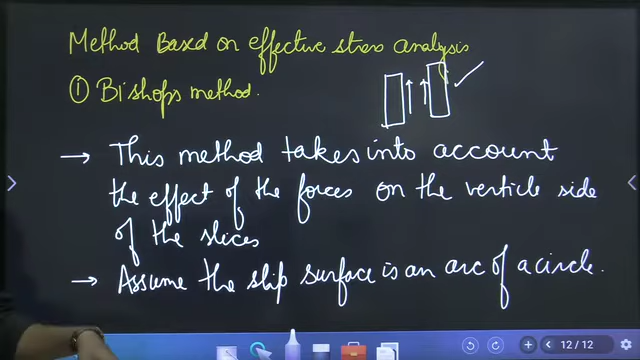 Method Based on effective stress analysis
① Bishops method.
→ This method takes into account
the effect of the forces on the verticle side
of the slices
→ Assume the slip surface is an arc of a circle.
12/12